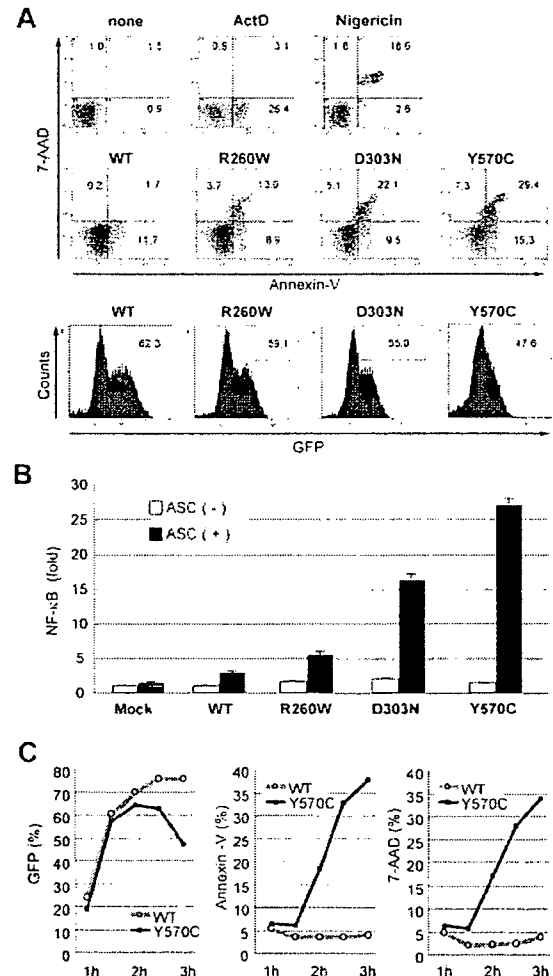 A
none ActD Nigericin
1.0 1.5 0.5 3.1 1.6 16.6
0.9 26.4 2.6
7-AAD
WT R260W D303N Y570C
0.2 1.7 3.7 13.9 5.1 22.1 7.3 29.4
11.7 8.9 9.5 15.3
Annexin-V
WT R260W D303N Y570C
62.3 59.1 55.0 47.6
Counts
GFP
B
30
25
20
15
10
5
0
NF-κB (fold)
ASC ( - )
ASC ( + )
Mock WT R260W D303N Y570C
C
80
70
60
50
40
30
20
10
0
GFP (%)
WT
Y570C
1h 2h 3h
40
35
30
25
20
15
10
5
0
Annexin -V (%)
WT
Y570C
1h 2h 3h
40
35
30
25
20
15
10
5
0
7-AAD (%)
WT
Y570C
1h 2h 3h